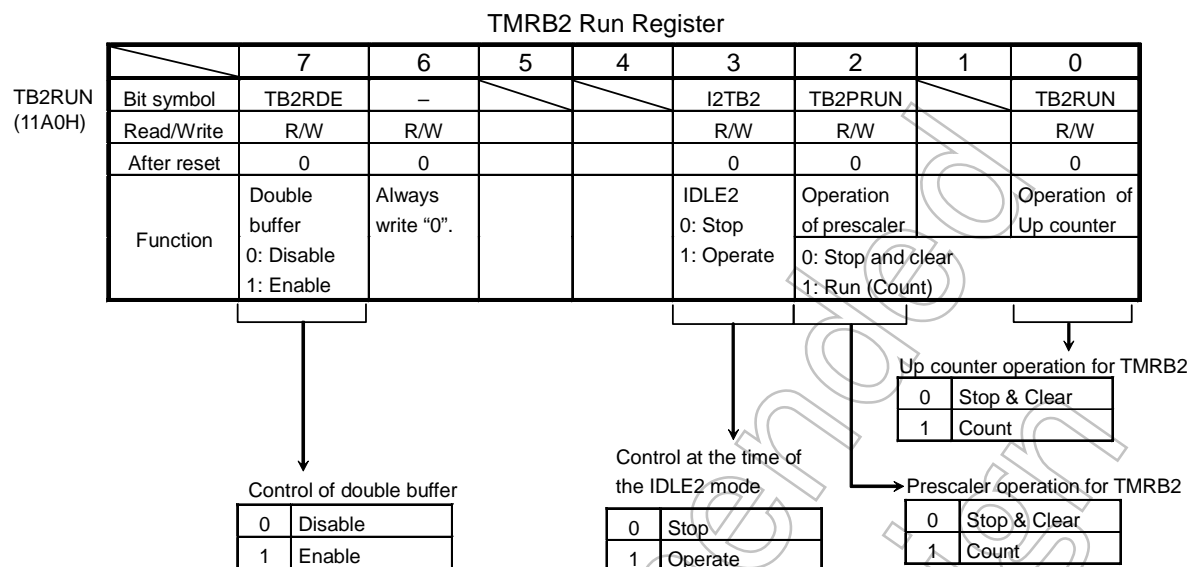 TMRB2 Run Register
7 6 5 4 3 2 1 0
TB2RUN
(11A0H)
Bit symbol TB2RDE – I2TB2 TB2PRUN TB2RUN
Read/Write R/W R/W R/W R/W R/W
After reset 0 0 0 0 0
Function
Double
buffer
0: Disable
1: Enable
Always
write “0”.
IDLE2
0: Stop
1: Operate
Operation
of prescaler
Operation of
Up counter
0: Stop and clear
1: Run (Count)
Up counter operation for TMRB2
0 Stop & Clear
1 Count
Control of double buffer
0 Disable
1 Enable
Control at the time of
the IDLE2 mode
0 Stop
1 Operate
Prescaler operation for TMRB2
0 Stop & Clear
1 Count
ended
ign